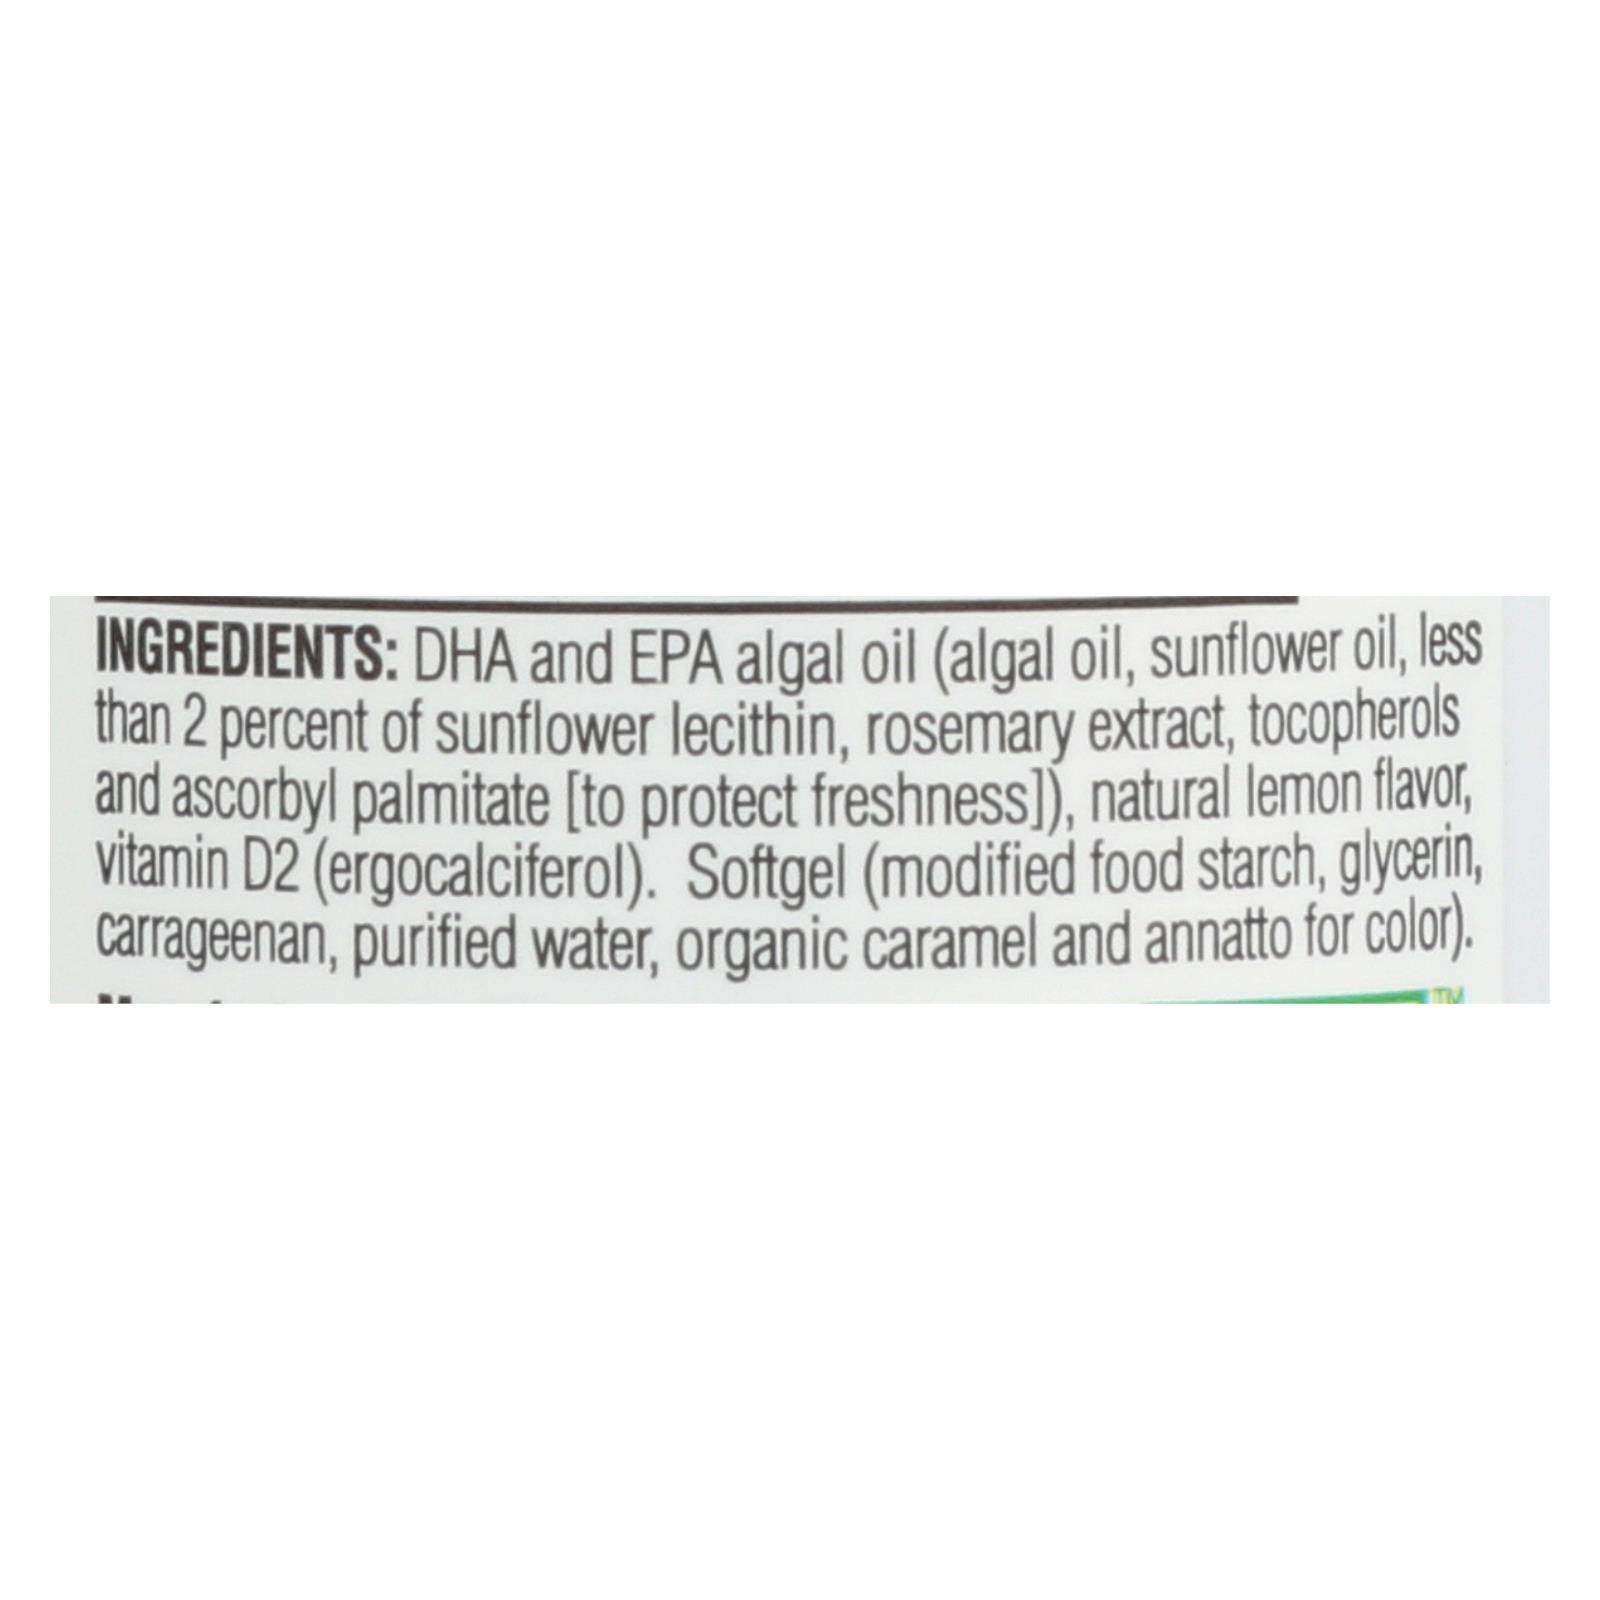 INGREDIENTS: DHA and EPA algal oil (algal oil, sunflower oil, less
than 2 percent of sunflower lecithin, rosemary extract, tocopherols
and ascorbyl palmitate [to protect freshness]), natural lemon flavor,
vitamin D2 (ergocalciferol). Softgel (modified food starch, glycerin,
carrageenan, purified water, organic caramel and annatto for color).
TM